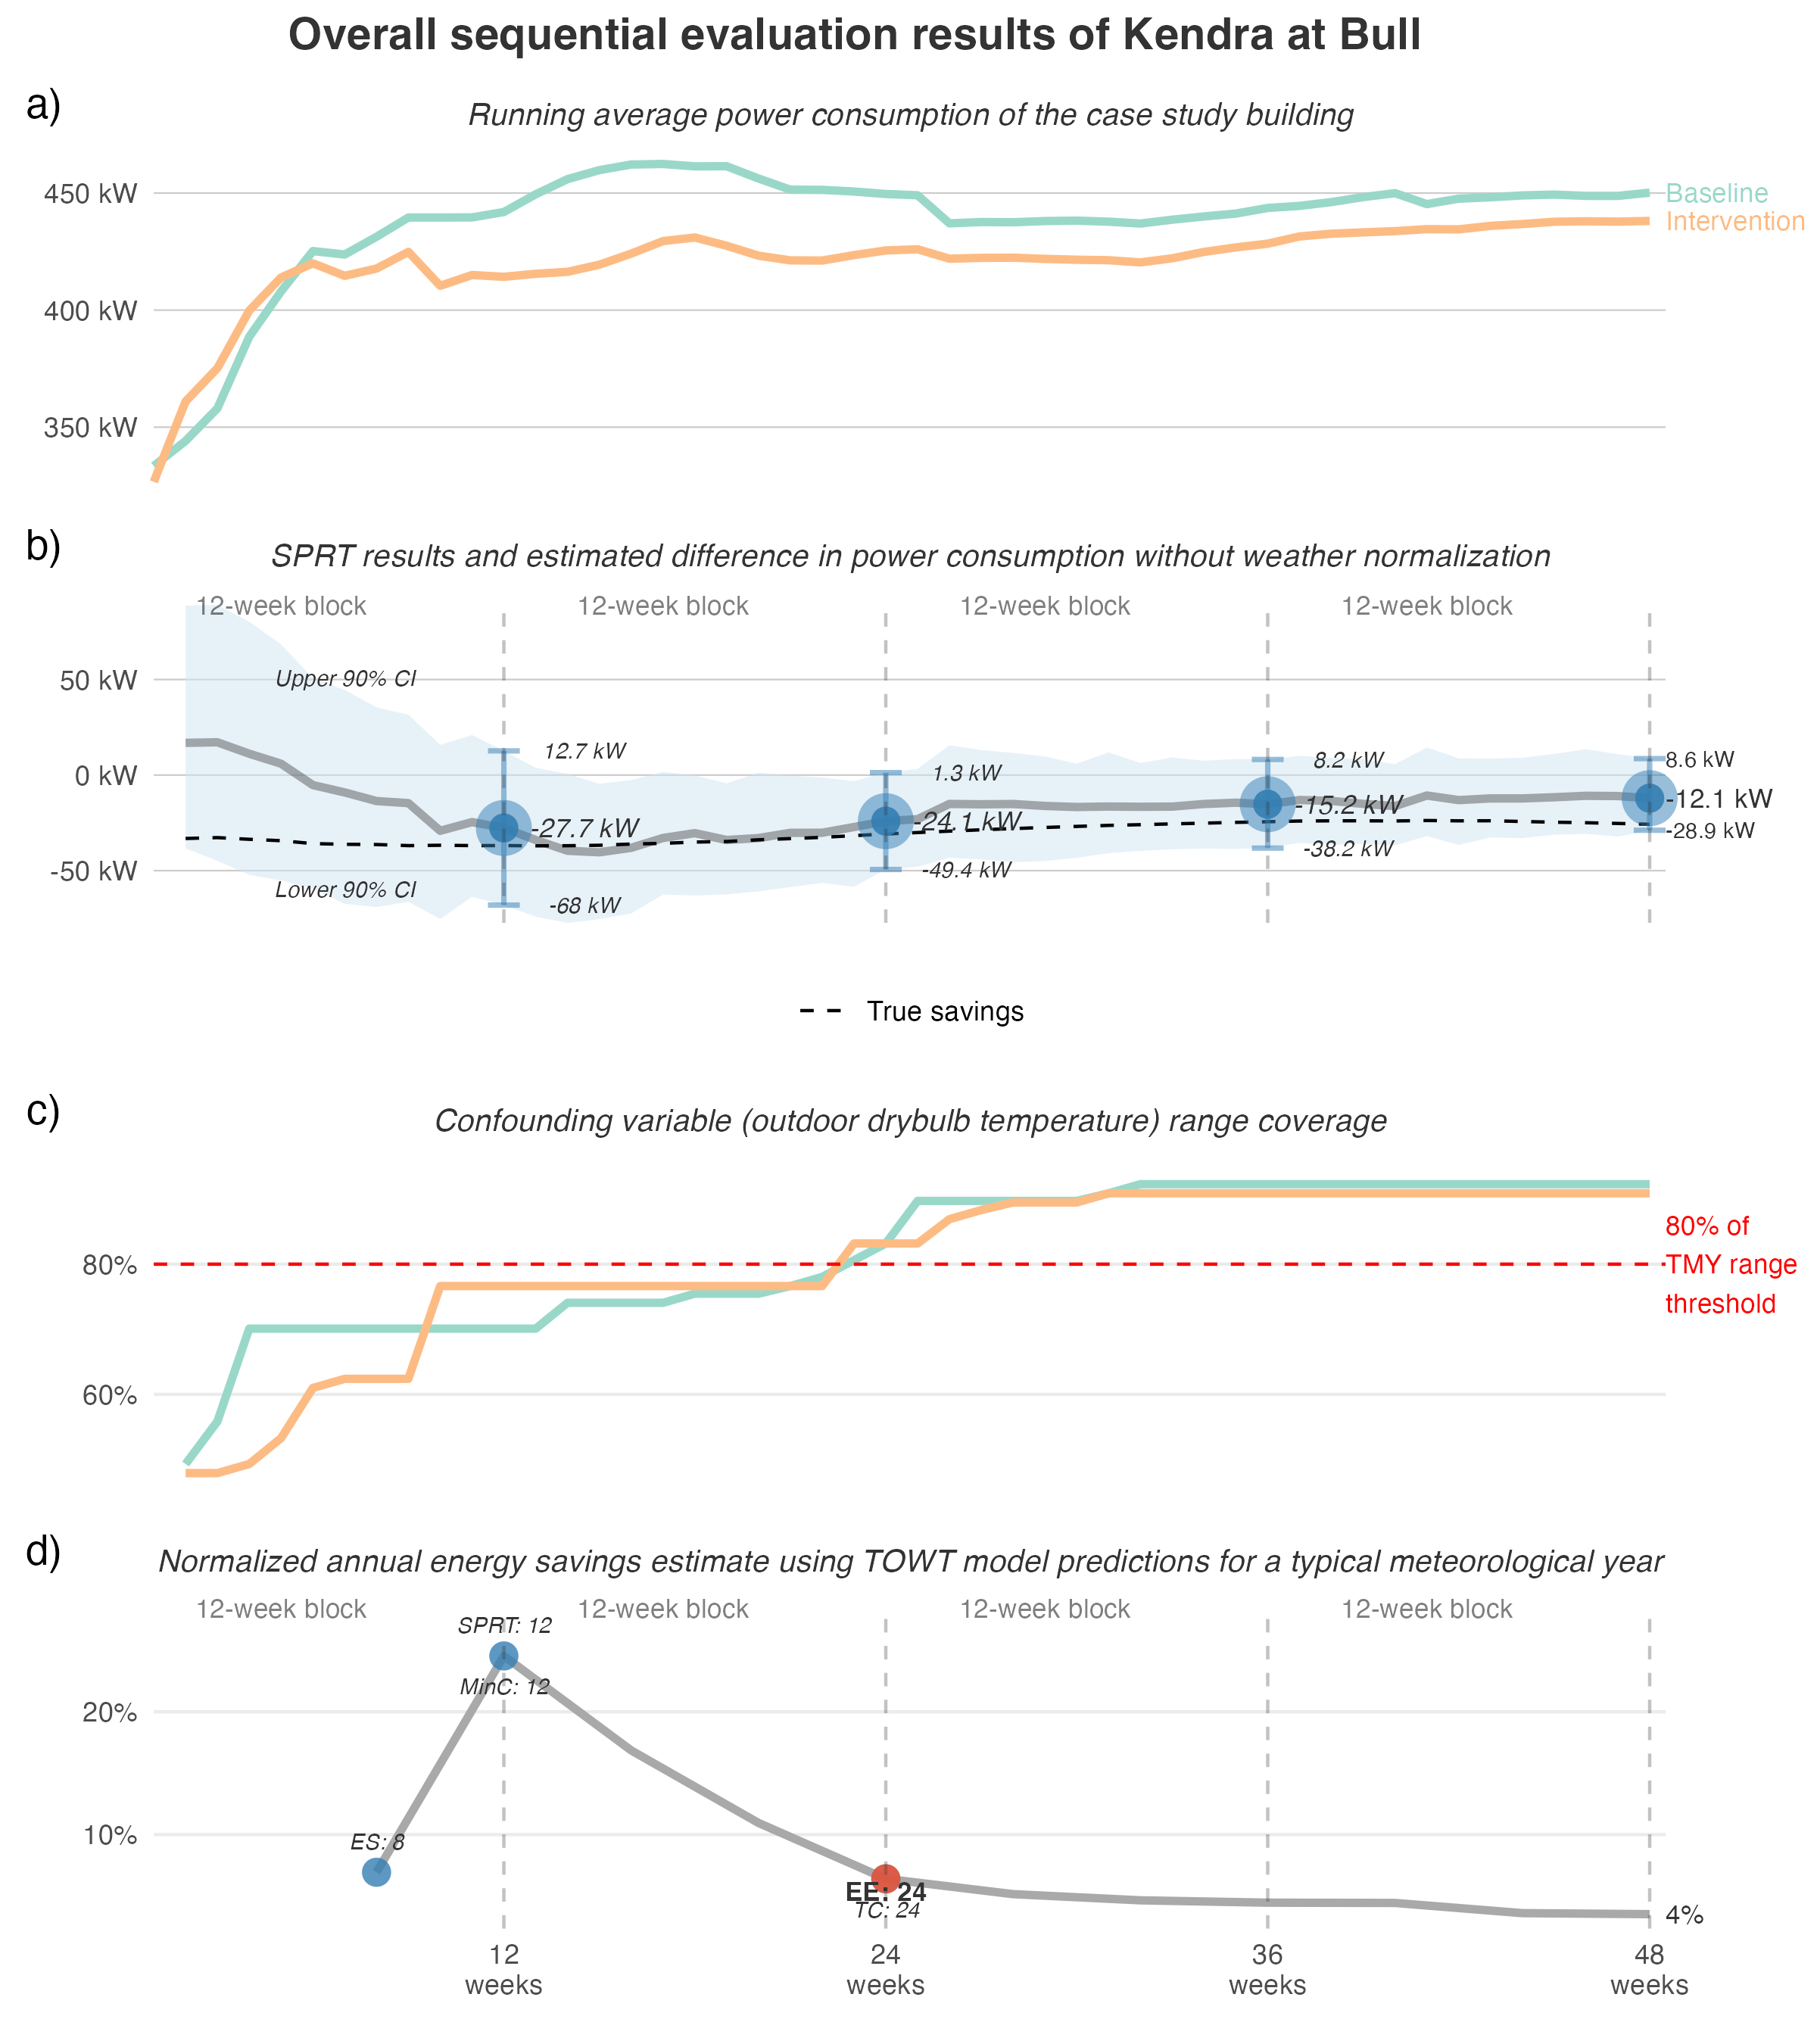 Overall sequential evaluation results of Kendra at Bull
a)
Running average power consumption of the case study building
450 kW
400 kW
350 kW
Baseline
Intervention
b)
SPRT results and estimated difference in power consumption without weather normalization
12-week block
12-week block
12-week block
12-week block
50 kW
0 kW
-50 kW
Upper 90% CI
Lower 90% CI
12.7 kW
-27.7 kW
-68 kW
1.3 kW
-24.1 kW
-49.4 kW
8.2 kW
-15.2 kW
-38.2 kW
8.6 kW
-12.1 kW
-28.9 kW
True savings
c)
Confounding variable (outdoor drybulb temperature) range coverage
80%
60%
80% of
TMY range
threshold
d)
Normalized annual energy savings estimate using TOWT model predictions for a typical meteorological year
12-week block
12-week block
12-week block
12-week block
20%
10%
SPRT: 12
MinC: 12
ES: 8
EE: 24
TC: 24
4%
12
weeks
24
weeks
36
weeks
48
weeks